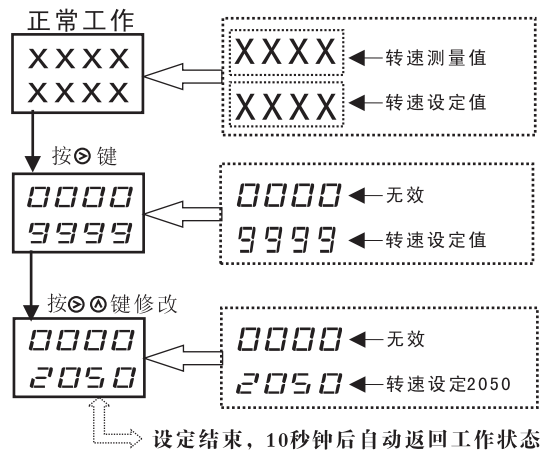 正常工作
XXXX
XXXX
XXXX 转速测量值
XXXX 转速设定值
按>键
0000
9999
0000 无效
9999 转速设定值
按> ∧键修改
0000
2050
0000 无效
2050 转速设定2050
设定结束，10秒钟后自动返回工作状态